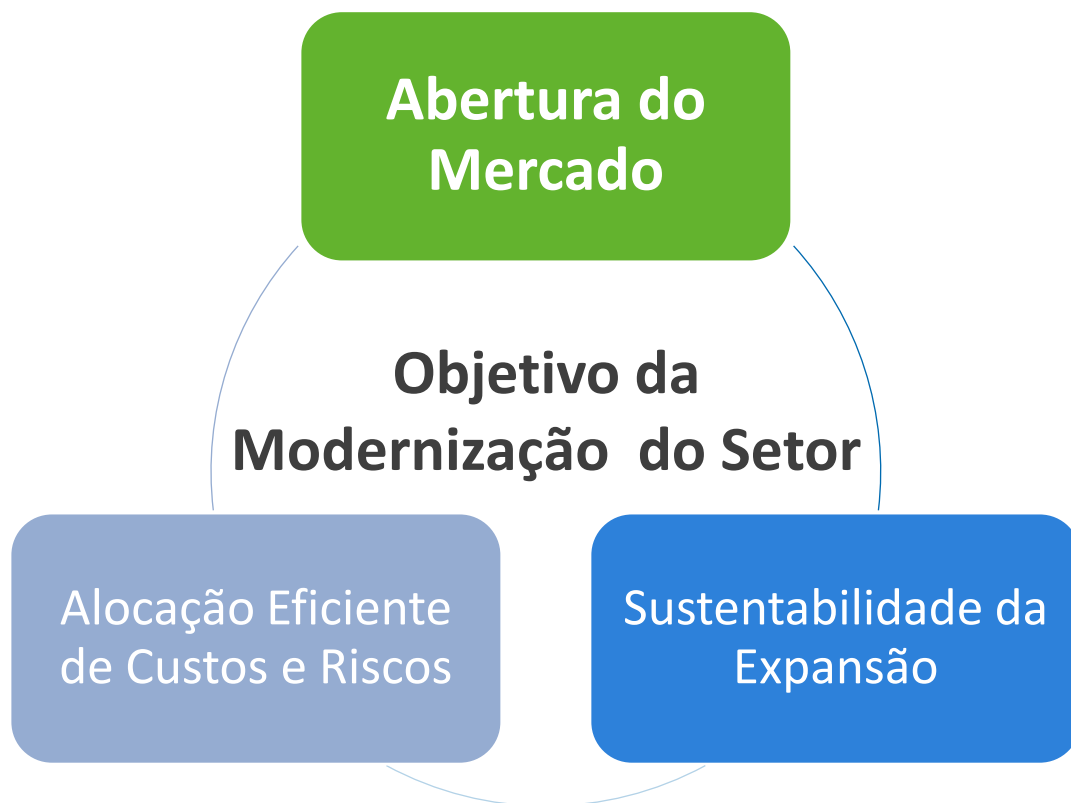 Abertura do
Mercado
Objetivo da
Modernização  do Setor
Alocação Eficiente
de Custos e Riscos
Sustentabilidade da
Expansão